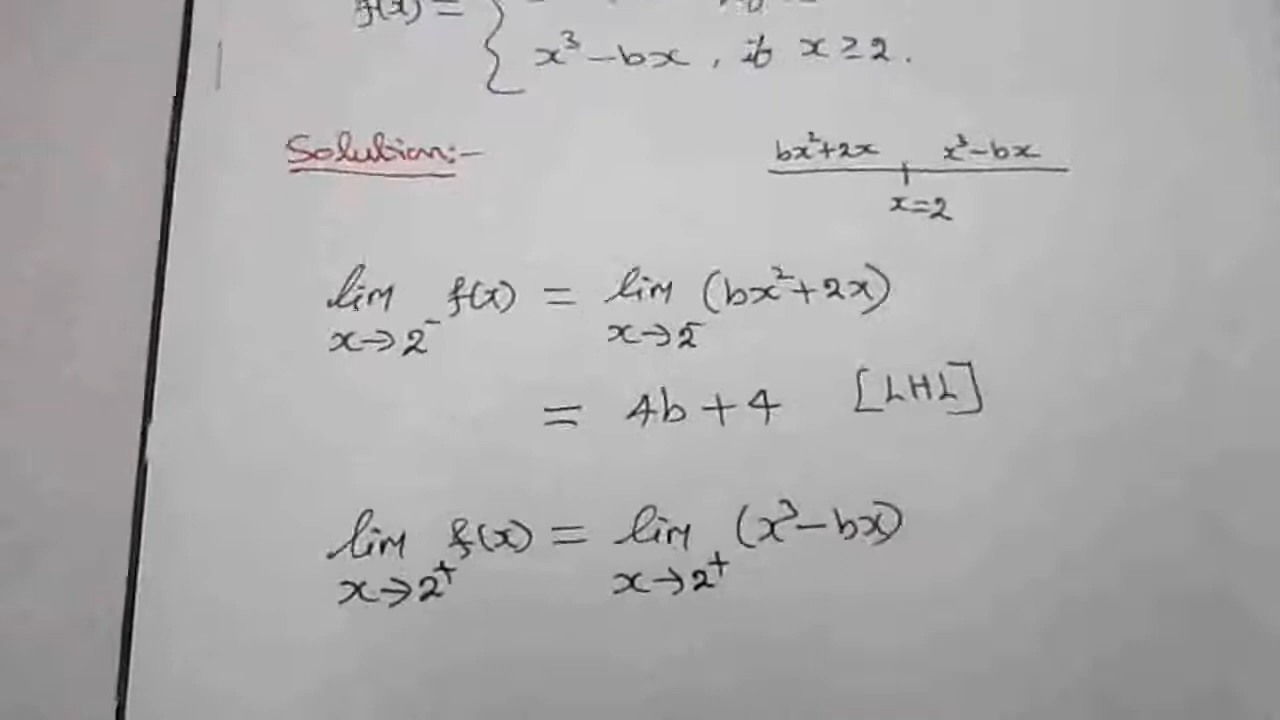 f(x) = {
x³ - bx , if x ≥ 2 .
Solution:-
bx²+2x x³-bx
x=2
lim f(x) = lim (bx²+2x)
x→2⁻ x→2⁻
= 4b + 4 [LHL]
lim f(x) = lim (x³-bx)
x→2⁺ x→2⁺